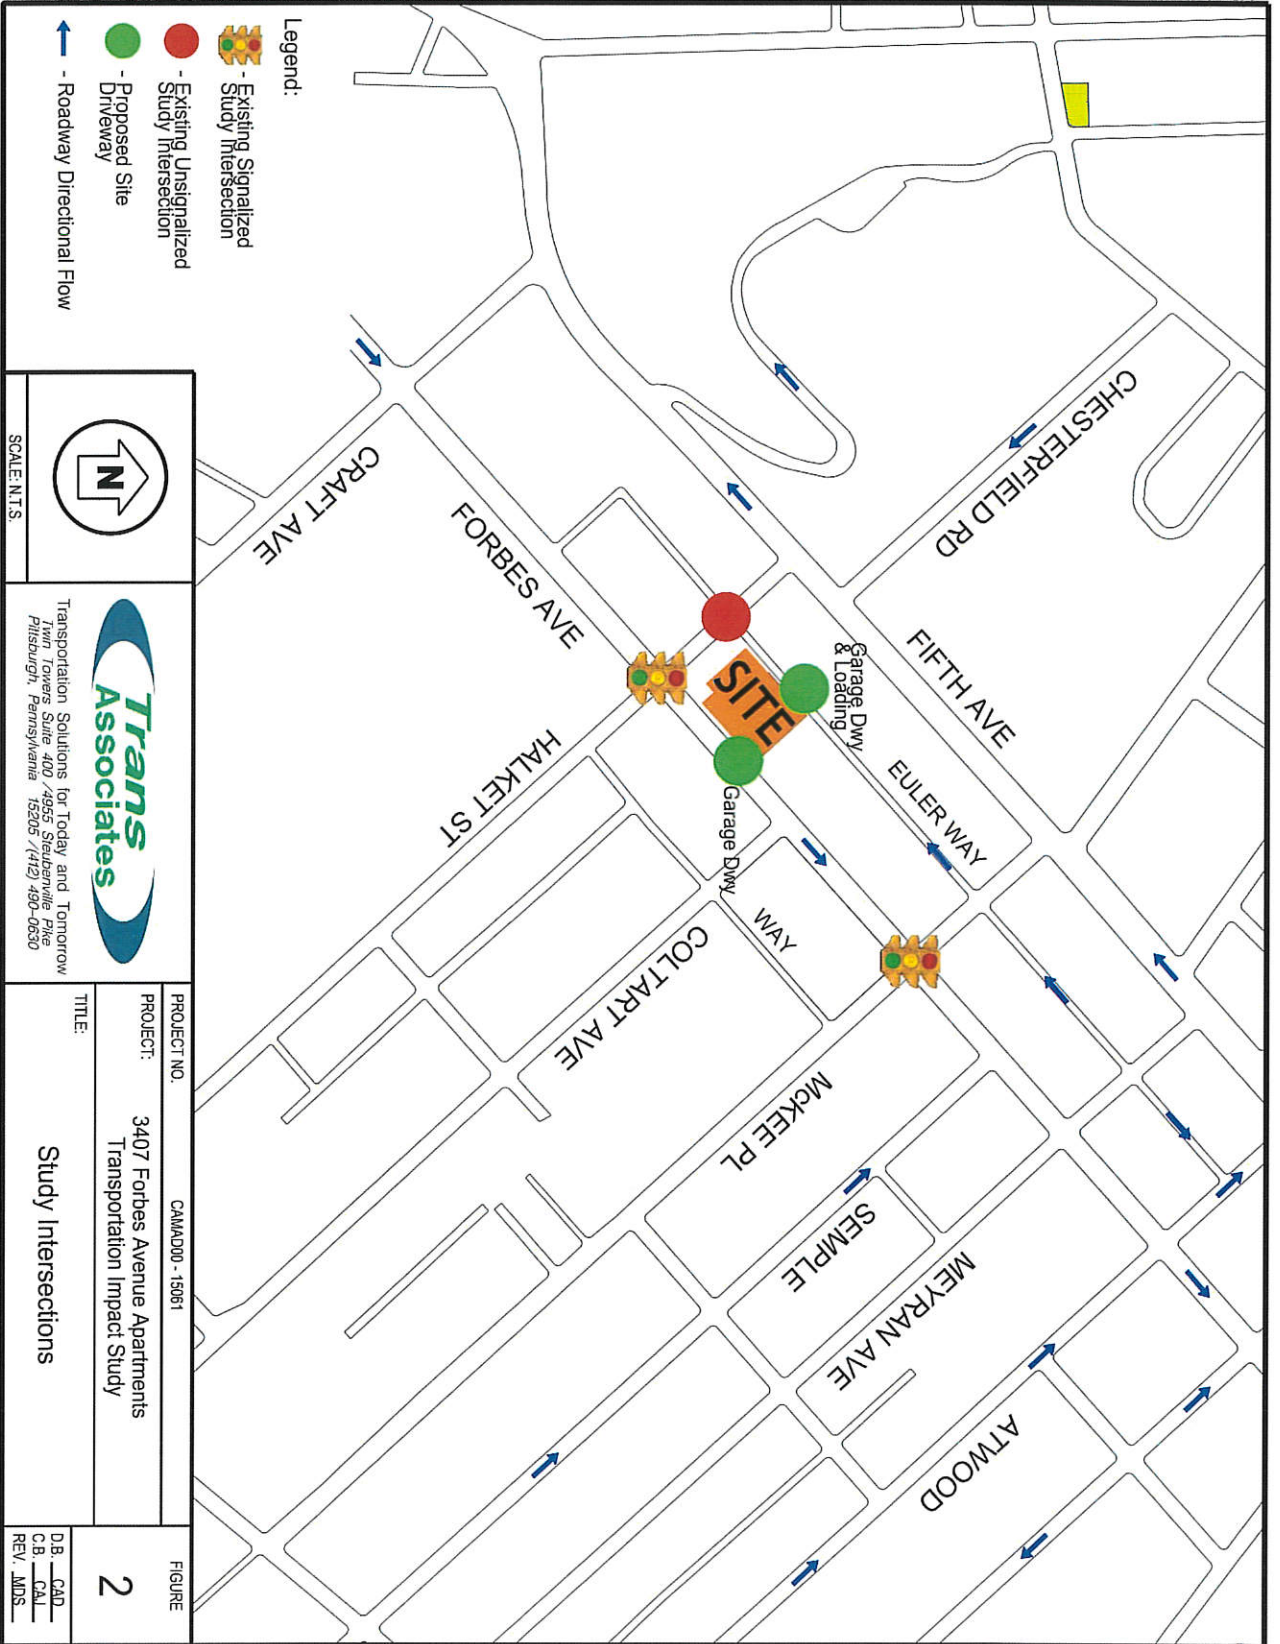 CHESTERFIELD RD
FIFTH AVE
EULER WAY
Garage Dwy
& Loading
SITE
Garage Dwy
FORBES AVE
CRAFT AVE
HALKET ST
WAY
COLTART AVE
McKEE PL
SEMPLE
MEYRAN AVE
ATWOOD
Legend:
- Existing Signalized
Study Intersection
- Existing Unsignalized
Study Intersection
- Proposed Site
Driveway
- Roadway Directional Flow
N
SCALE: N.T.S.
Trans
Associates
Transportation Solutions for Today and Tomorrow
Twin Towers Suite 400 /4955 Steubenville Pike
Pittsburgh, Pennsylvania 15205 /(412) 490-0630
PROJECT NO. CAMAD00 - 15061
PROJECT: 3407 Forbes Avenue Apartments
Transportation Impact Study
TITLE:
Study Intersections
FIGURE
2
D.B. CAD
C.B. CAJ
REV. MDS